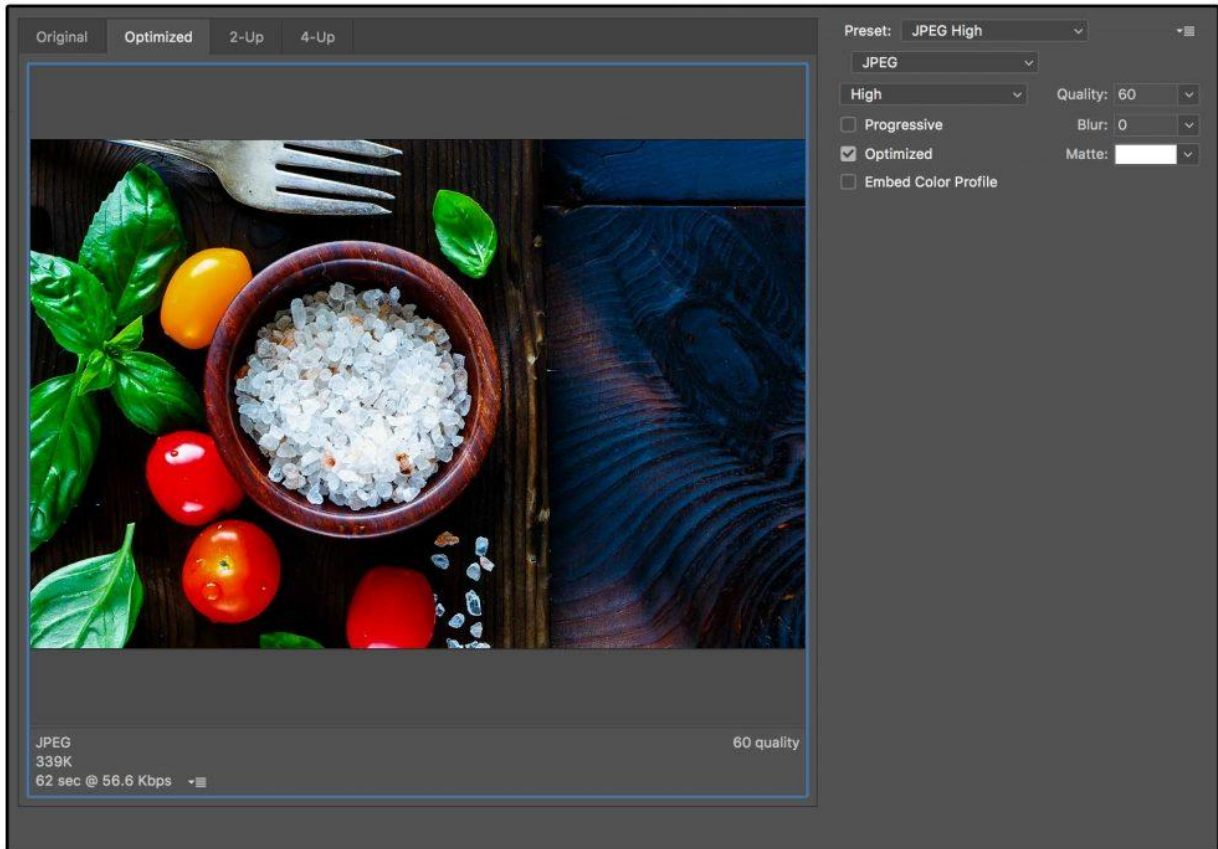 Original Optimized 2-Up 4-Up
JPEG
339K
62 sec @ 56.6 Kbps
60 quality
Preset: JPEG High
JPEG
High Quality: 60
Progressive Blur: 0
Optimized Matte:
Embed Color Profile